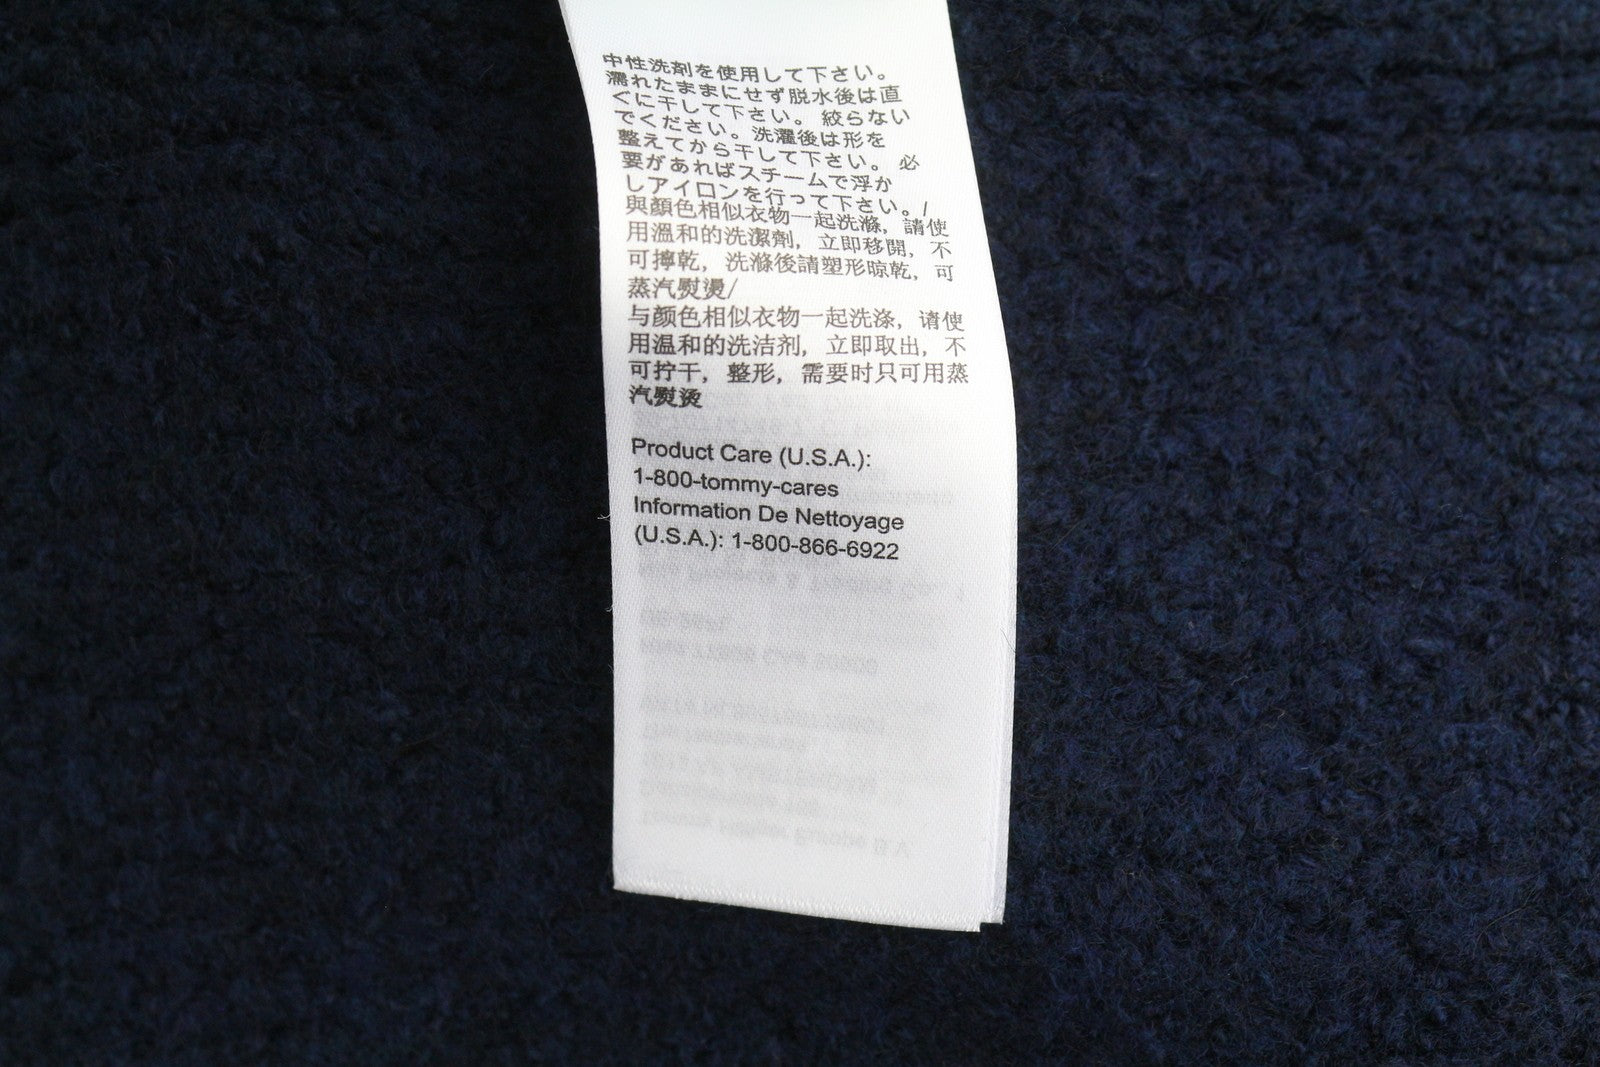 中性洗剤を使用して下さい。
濡れたままにせず脱水後は直
ぐに干して下さい。 絞らない
でください。洗濯後は形を
整えてから干して下さい。 必
要があればスチームで浮か
しアイロンを行って下さい。/
與顏色相似衣物一起洗滌, 請使
用溫和的洗潔劑, 立即移開, 不
可擰乾, 洗滌後請塑形晾乾, 可
蒸汽熨燙/
与颜色相似衣物一起洗涤, 请使
用温和的洗洁剂, 立即取出, 不
可拧干, 整形, 需要时只可用蒸
汽熨烫
Product Care (U.S.A.):
1-800-tommy-cares
Information De Nettoyage
(U.S.A.): 1-800-866-6922